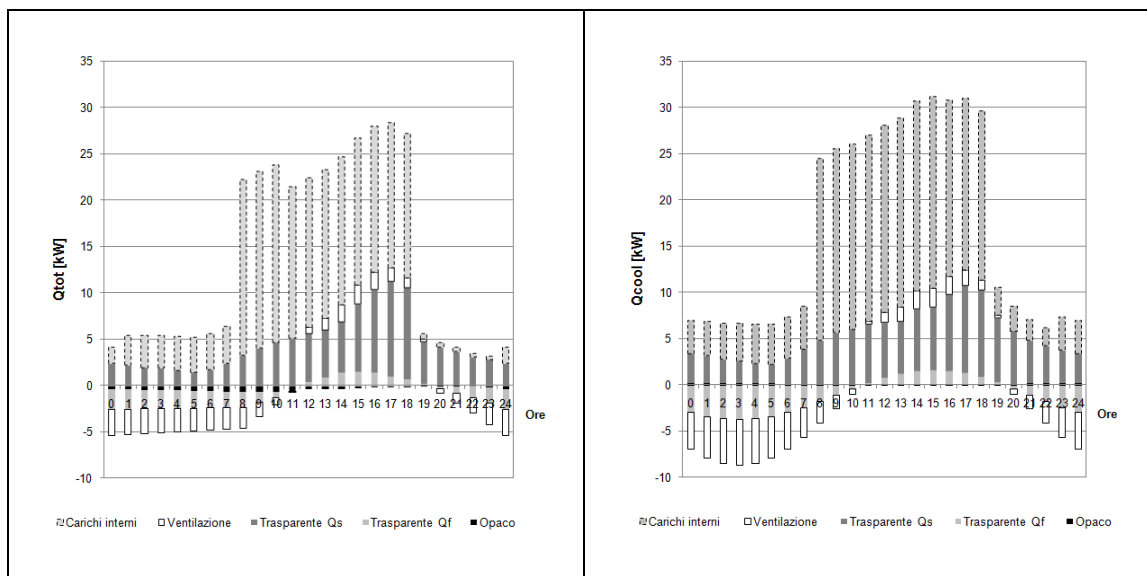 35
30
25
20
15
10
5
0
-5
-10
Qtot [kW]
0 1 2 3 4 5 6 7 8 9 10 11 12 13 14 15 16 17 18 19 20 21 22 23 24
Ore
Carichi interni Ventilazione Trasparente Qs Trasparente Qf Opaco
35
30
25
20
15
10
5
0
-5
-10
Qcool [kW]
0 1 2 3 4 5 6 7 8 9 10 11 12 13 14 15 16 17 18 19 20 21 22 23 24
Ore
Carichi interni Ventilazione Trasparente Qs Trasparente Qf Opaco